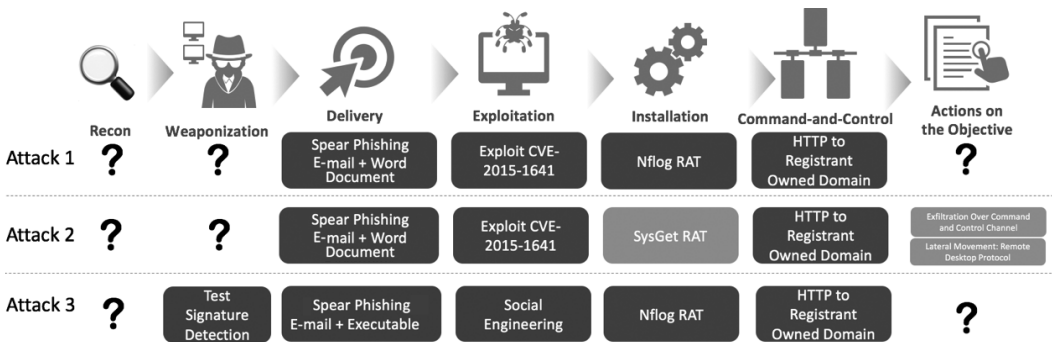 Recon
Weaponization
Delivery
Exploitation
Installation
Command-and-Control
Actions on
the Objective
Attack 1
?
?
Spear Phishing
E-mail + Word
Document
Exploit CVE-
2015-1641
Nflog RAT
HTTP to
Registrant
Owned Domain
?
Attack 2
?
?
Spear Phishing
E-mail + Word
Document
Exploit CVE-
2015-1641
SysGet RAT
HTTP to
Registrant
Owned Domain
Exfiltration Over Command
and Control Channel
Lateral Movement: Remote
Desktop Protocol
Attack 3
?
Test
Signature
Detection
Spear Phishing
E-mail + Executable
Social
Engineering
Nflog RAT
HTTP to
Registrant
Owned Domain
?